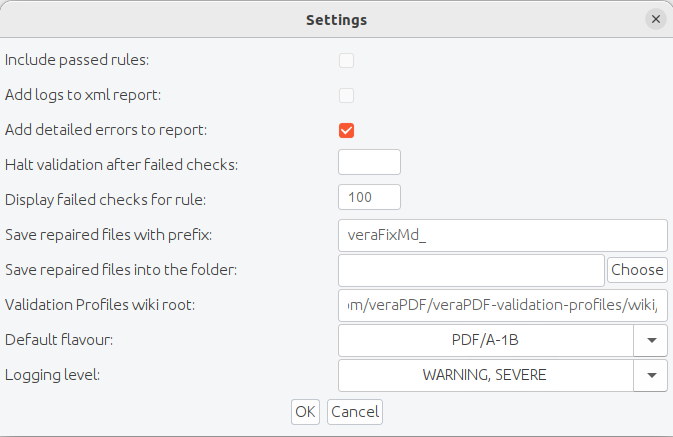 Settings
Include passed rules:
Add logs to xml report:
Add detailed errors to report:
Halt validation after failed checks:
Display failed checks for rule: 100
Save repaired files with prefix: veraFixMd_
Save repaired files into the folder: Choose
Validation Profiles wiki root: om/veraPDF/veraPDF-validation-profiles/wiki/
Default flavour: PDF/A-1B
Logging level: WARNING, SEVERE
OK Cancel